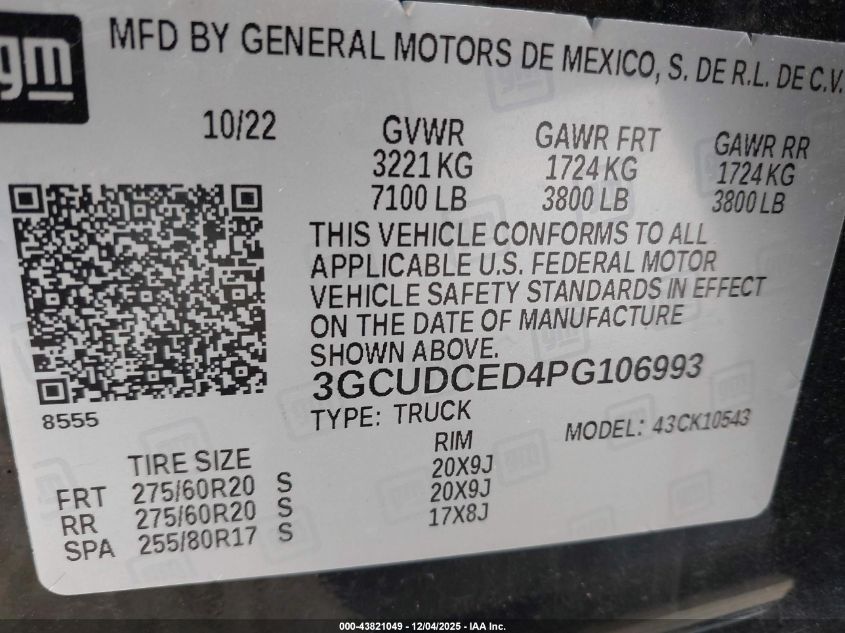 gm
MFD BY GENERAL MOTORS DE MEXICO, S. DE R.L. DE C.V.
10/22
GVWR GAWR FRT GAWR RR
3221 KG 1724 KG 1724 KG
7100 LB 3800 LB 3800 LB
THIS VEHICLE CONFORMS TO ALL
APPLICABLE U.S. FEDERAL MOTOR
VEHICLE SAFETY STANDARDS IN EFFECT
ON THE DATE OF MANUFACTURE
SHOWN ABOVE.
3GCUDCED4PG106993
8555
TYPE: TRUCK MODEL: 43CK10543
TIRE SIZE RIM
FRT 275/60R20 S 20X9J
RR 275/60R20 S 20X9J
SPA 255/80R17 S 17X8J
000-43821049 - 12/04/2025 - IAA Inc.